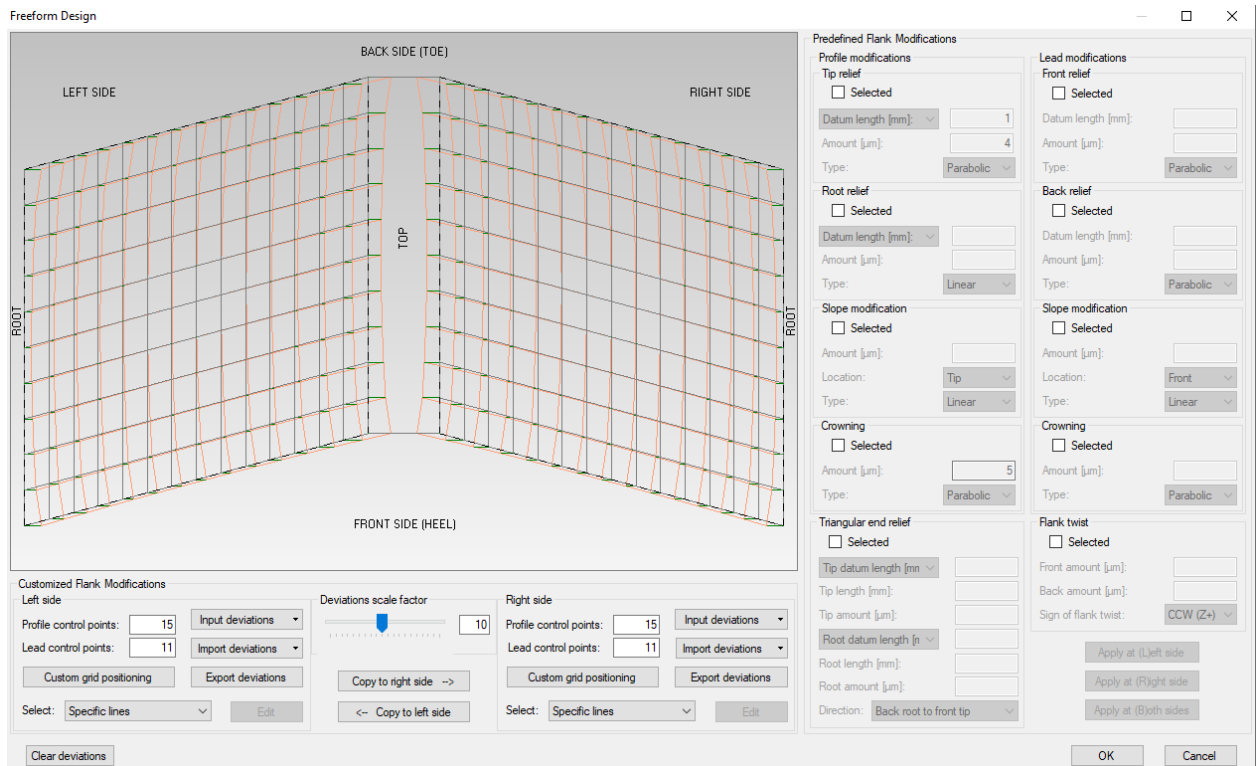 Freeform Design
BACK SIDE (TOE)
LEFT SIDE
RIGHT SIDE
ROOT
TOP
ROOT
FRONT SIDE (HEEL)
Customized Flank Modifications
Left side
Profile control points: 15
Input deviations
Lead control points: 11
Import deviations
Custom grid positioning
Export deviations
Select: Specific lines
Edit
Deviations scale factor
10
Copy to right side -->
<-- Copy to left side
Right side
Profile control points: 15
Input deviations
Lead control points: 11
Import deviations
Custom grid positioning
Export deviations
Select: Specific lines
Edit
Clear deviations
Predefined Flank Modifications
Profile modifications
Tip relief
Selected
Datum length [mm]: 1
Amount [µm]: 4
Type: Parabolic
Root relief
Selected
Datum length [mm]:
Amount [µm]:
Type: Linear
Slope modification
Selected
Amount [µm]:
Location: Tip
Type: Linear
Crowning
Selected
Amount [µm]: 5
Type: Parabolic
Triangular end relief
Selected
Tip datum length [mn
Tip length [mm]:
Tip amount [µm]:
Root datum length [n
Root length [mm]:
Root amount [µm]:
Direction: Back root to front tip
Lead modifications
Front relief
Selected
Datum length [mm]:
Amount [µm]:
Type: Parabolic
Back relief
Selected
Datum length [mm]:
Amount [µm]:
Type: Parabolic
Slope modification
Selected
Amount [µm]:
Location: Front
Type: Linear
Crowning
Selected
Amount [µm]:
Type: Parabolic
Flank twist
Selected
Front amount [µm]:
Back amount [µm]:
Sign of flank twist: CCW (Z+)
Apply at (L)eft side
Apply at (R)ight side
Apply at (B)oth sides
OK
Cancel